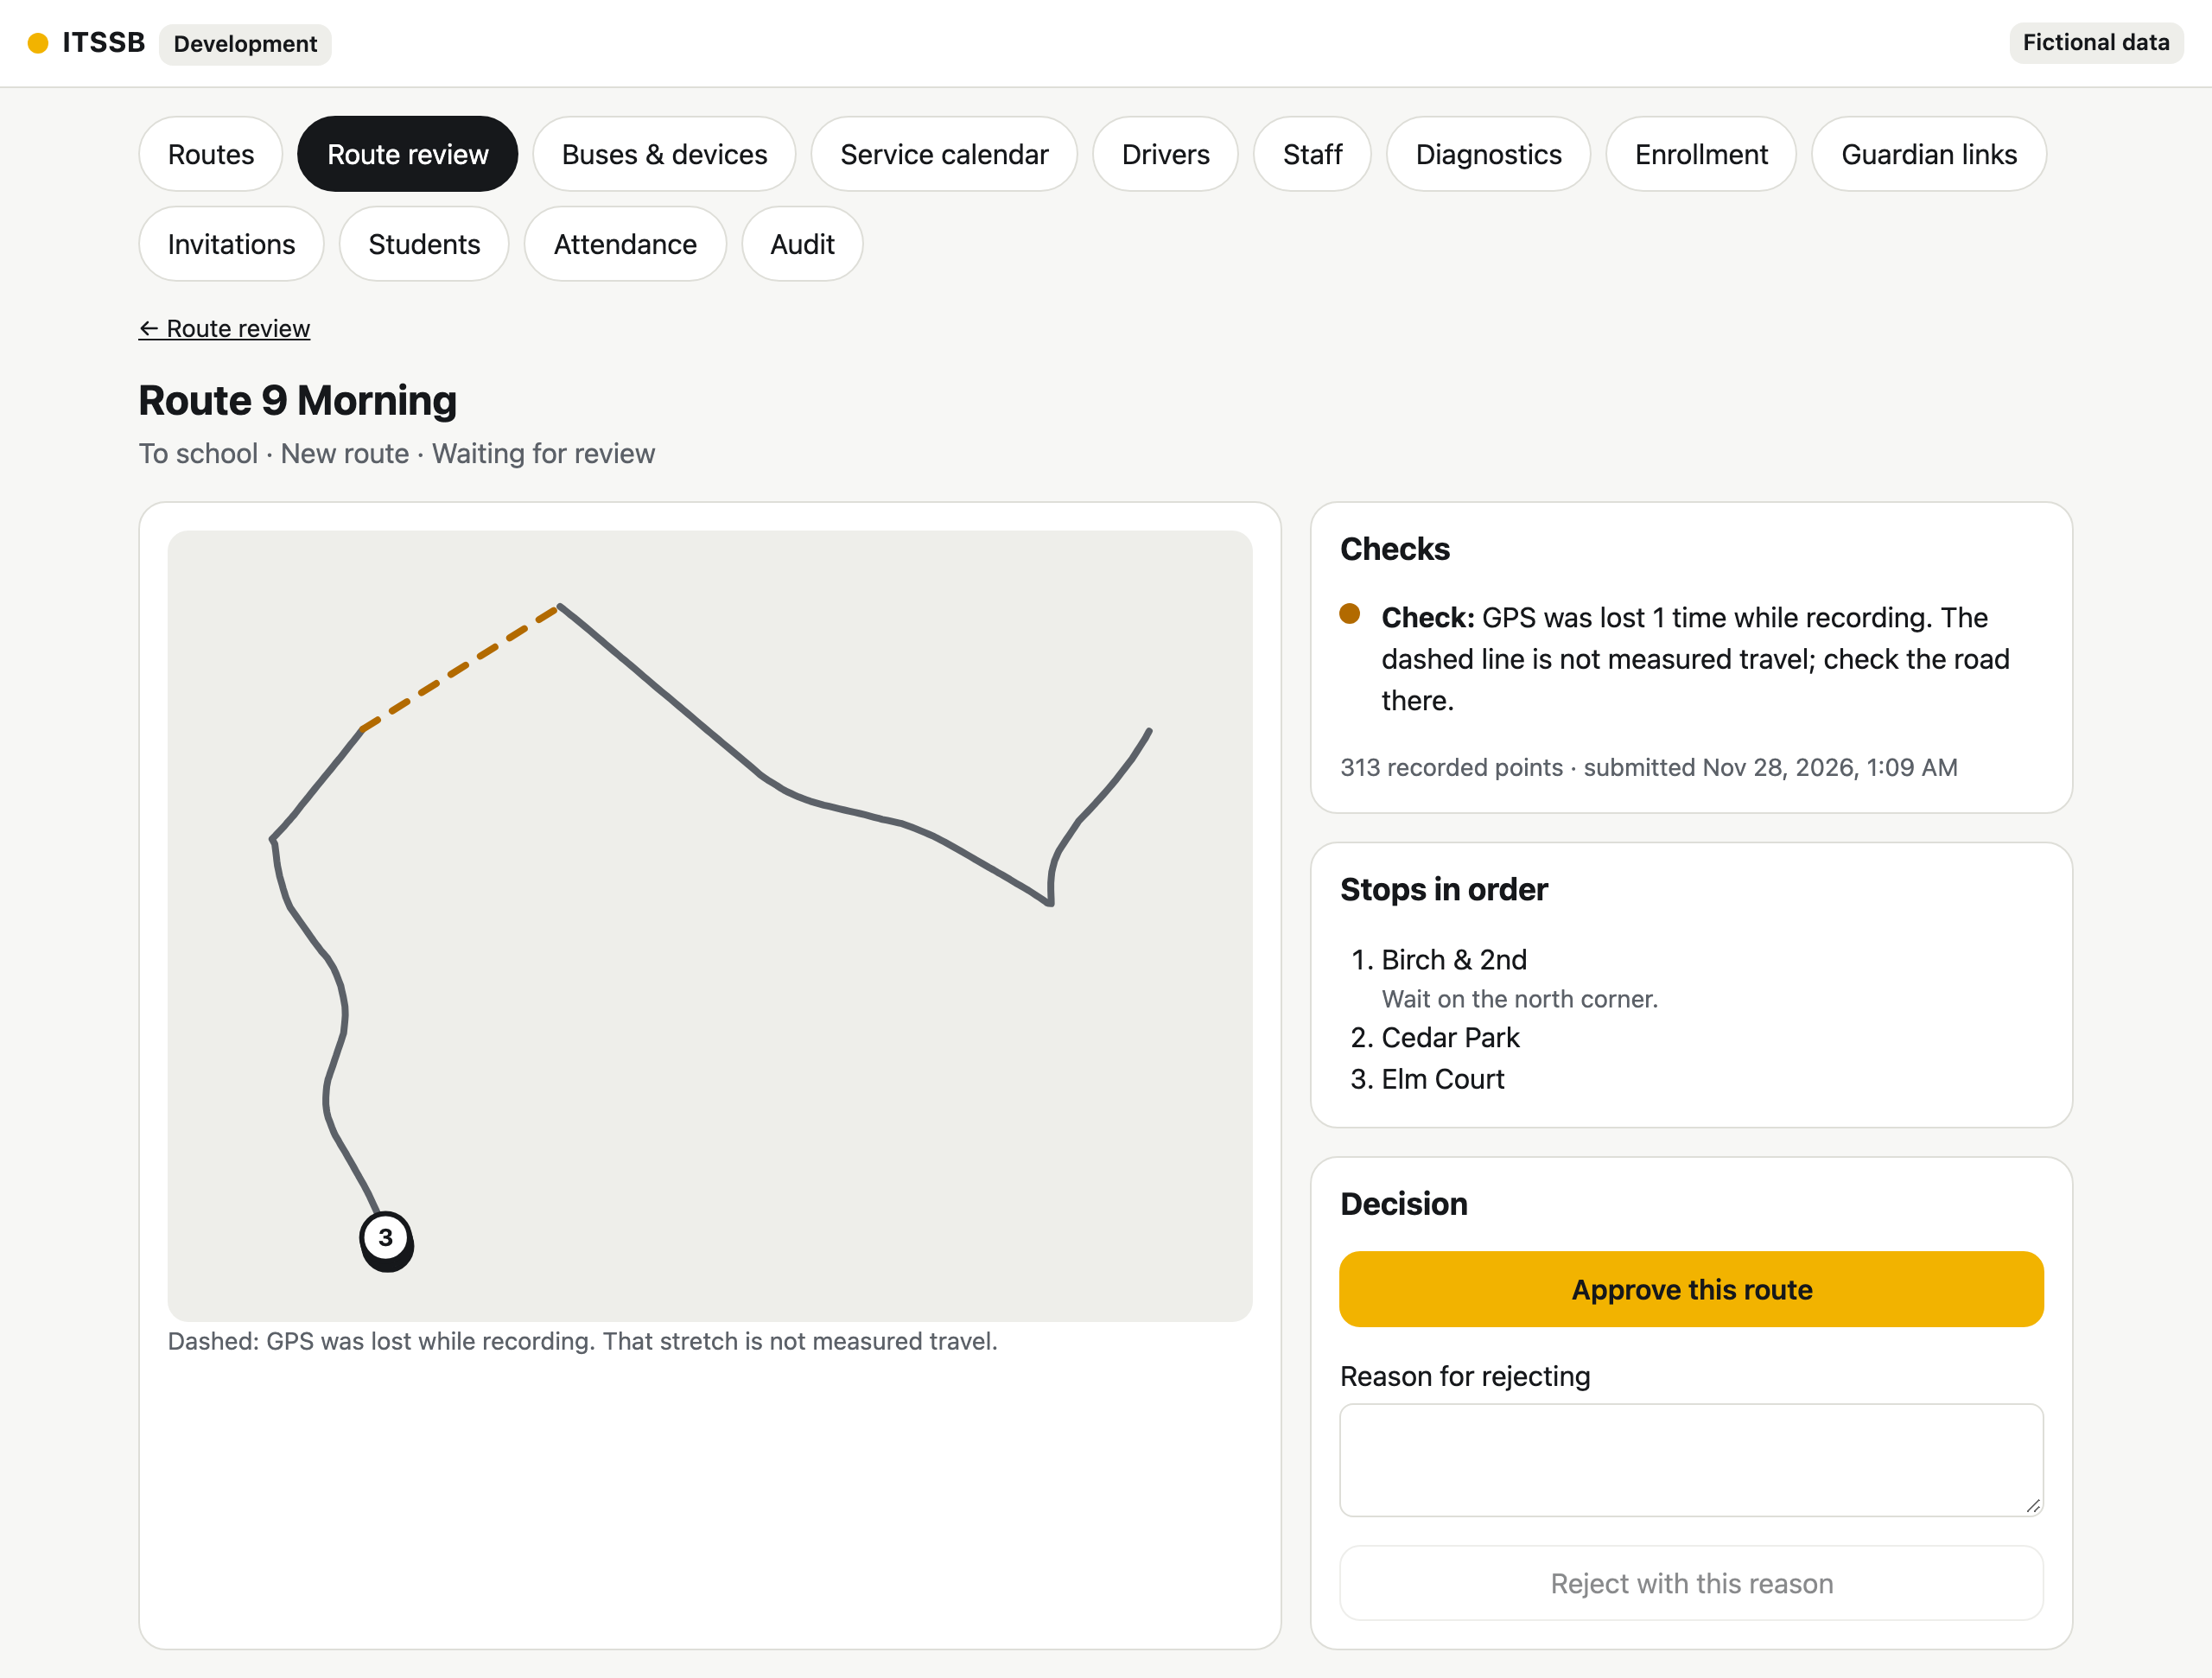 ITSSB Development
Fictional data
Routes
Route review
Buses & devices
Service calendar
Drivers
Staff
Diagnostics
Enrollment
Guardian links
Invitations
Students
Attendance
Audit
← Route review
Route 9 Morning
To school · New route · Waiting for review
3
Dashed: GPS was lost while recording. That stretch is not measured travel.
Checks
Check: GPS was lost 1 time while recording. The
dashed line is not measured travel; check the road
there.
313 recorded points · submitted Nov 28, 2026, 1:09 AM
Stops in order
1. Birch & 2nd
Wait on the north corner.
2. Cedar Park
3. Elm Court
Decision
Approve this route
Reason for rejecting
Reject with this reason